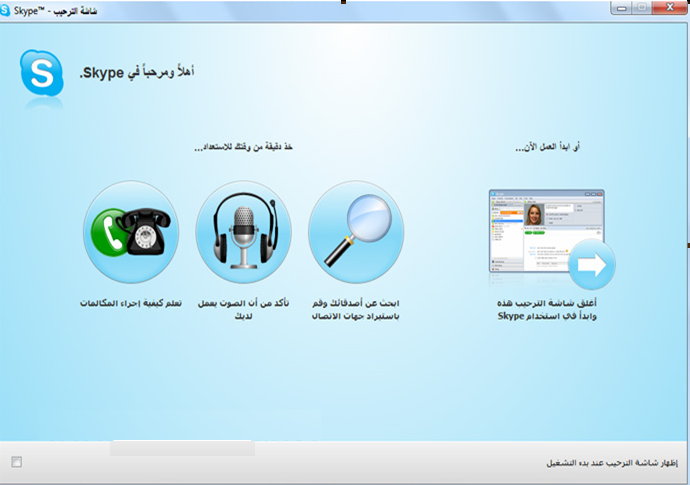 Skype™ - شاشة الترحيب
أهلاً ومرحباً في Skype.
خذ دقيقة من وقتك للاستعداد...
أو ابدأ العمل الآن...
تعلم كيفية إجراء المكالمات
تأكد من أن الصوت يعمل
لديك
ابحث عن أصدقائك وقم
باستيراد جهات الاتصال
أغلق شاشة الترحيب هذه
وابدأ في استخدام Skype
إظهار شاشة الترحيب عند بدء التشغيل